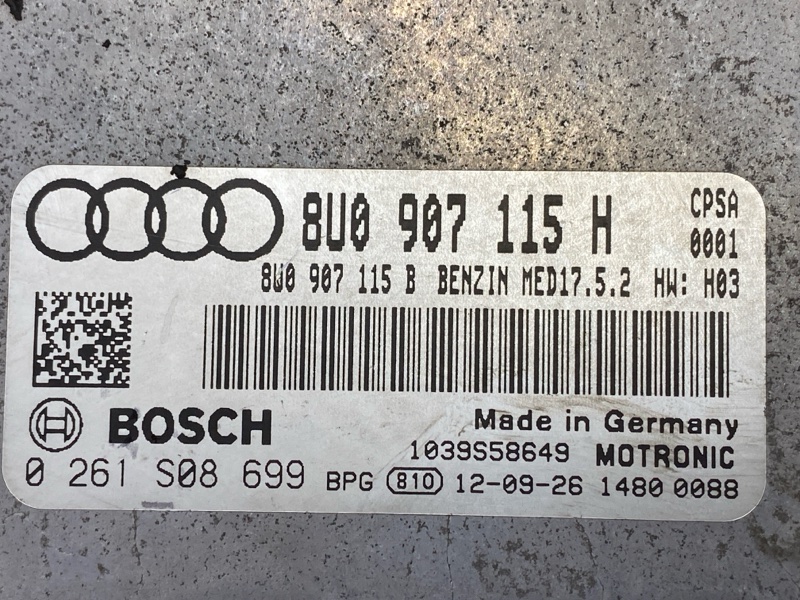 8U0 907 115 H CPSA
0001
8W0 907 115 B BENZIN MED17.5.2 HW: H03
BOSCH Made in Germany
1039S58649 MOTRONIC
0 261 S08 699 BPG 810 12-09-26 1480 0088